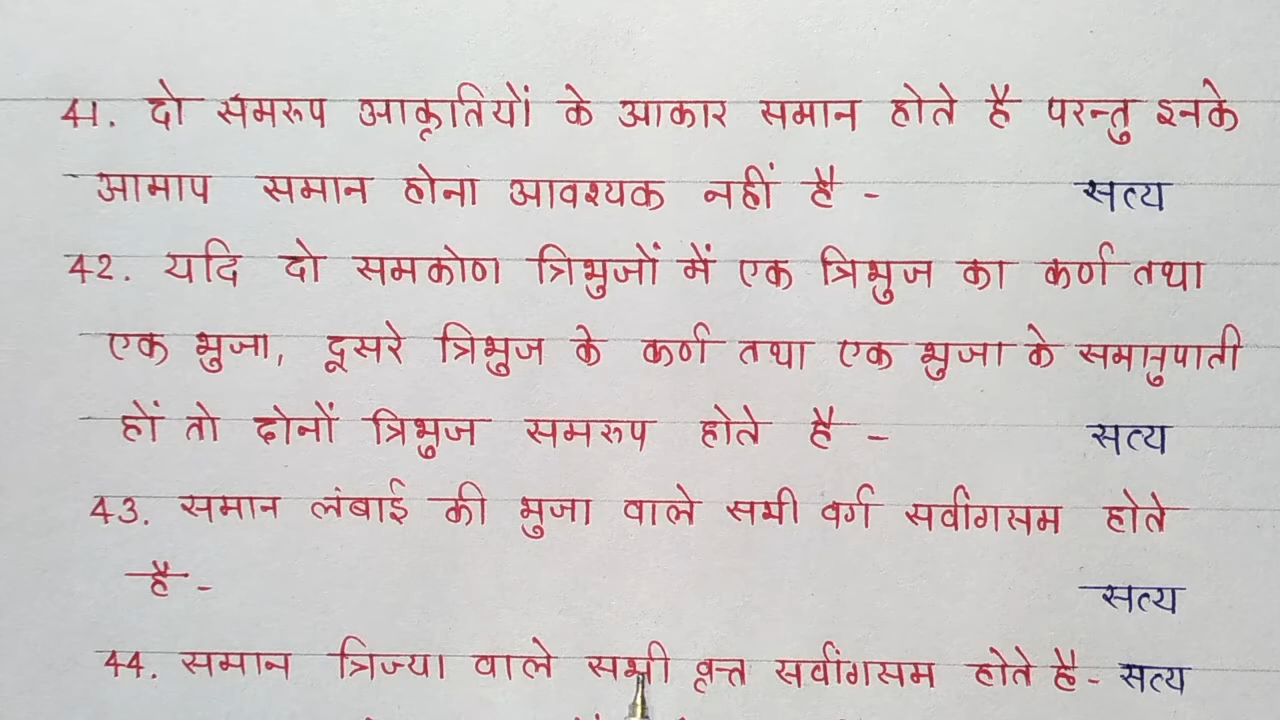 41. दो समरुप आकृतियों के आकार समान होते है परन्तु इनके
आमाप समान होना आवश्यक नहीं है - सत्य
42. यदि दो समकोण त्रिभुजों में एक त्रिभुज का कर्ण तथा
एक भुजा, दूसरे त्रिभुज के कर्ण तथा एक भुजा के समानुपाती
हों तो दोनों त्रिभुज समरुप होते है - सत्य
43. समान लंबाई की भुजा वाले सभी वर्ग सर्वांगसम होते
है - सत्य
44. समान त्रिज्या वाले सभी वृत्त सर्वांगसम होते है - सत्य